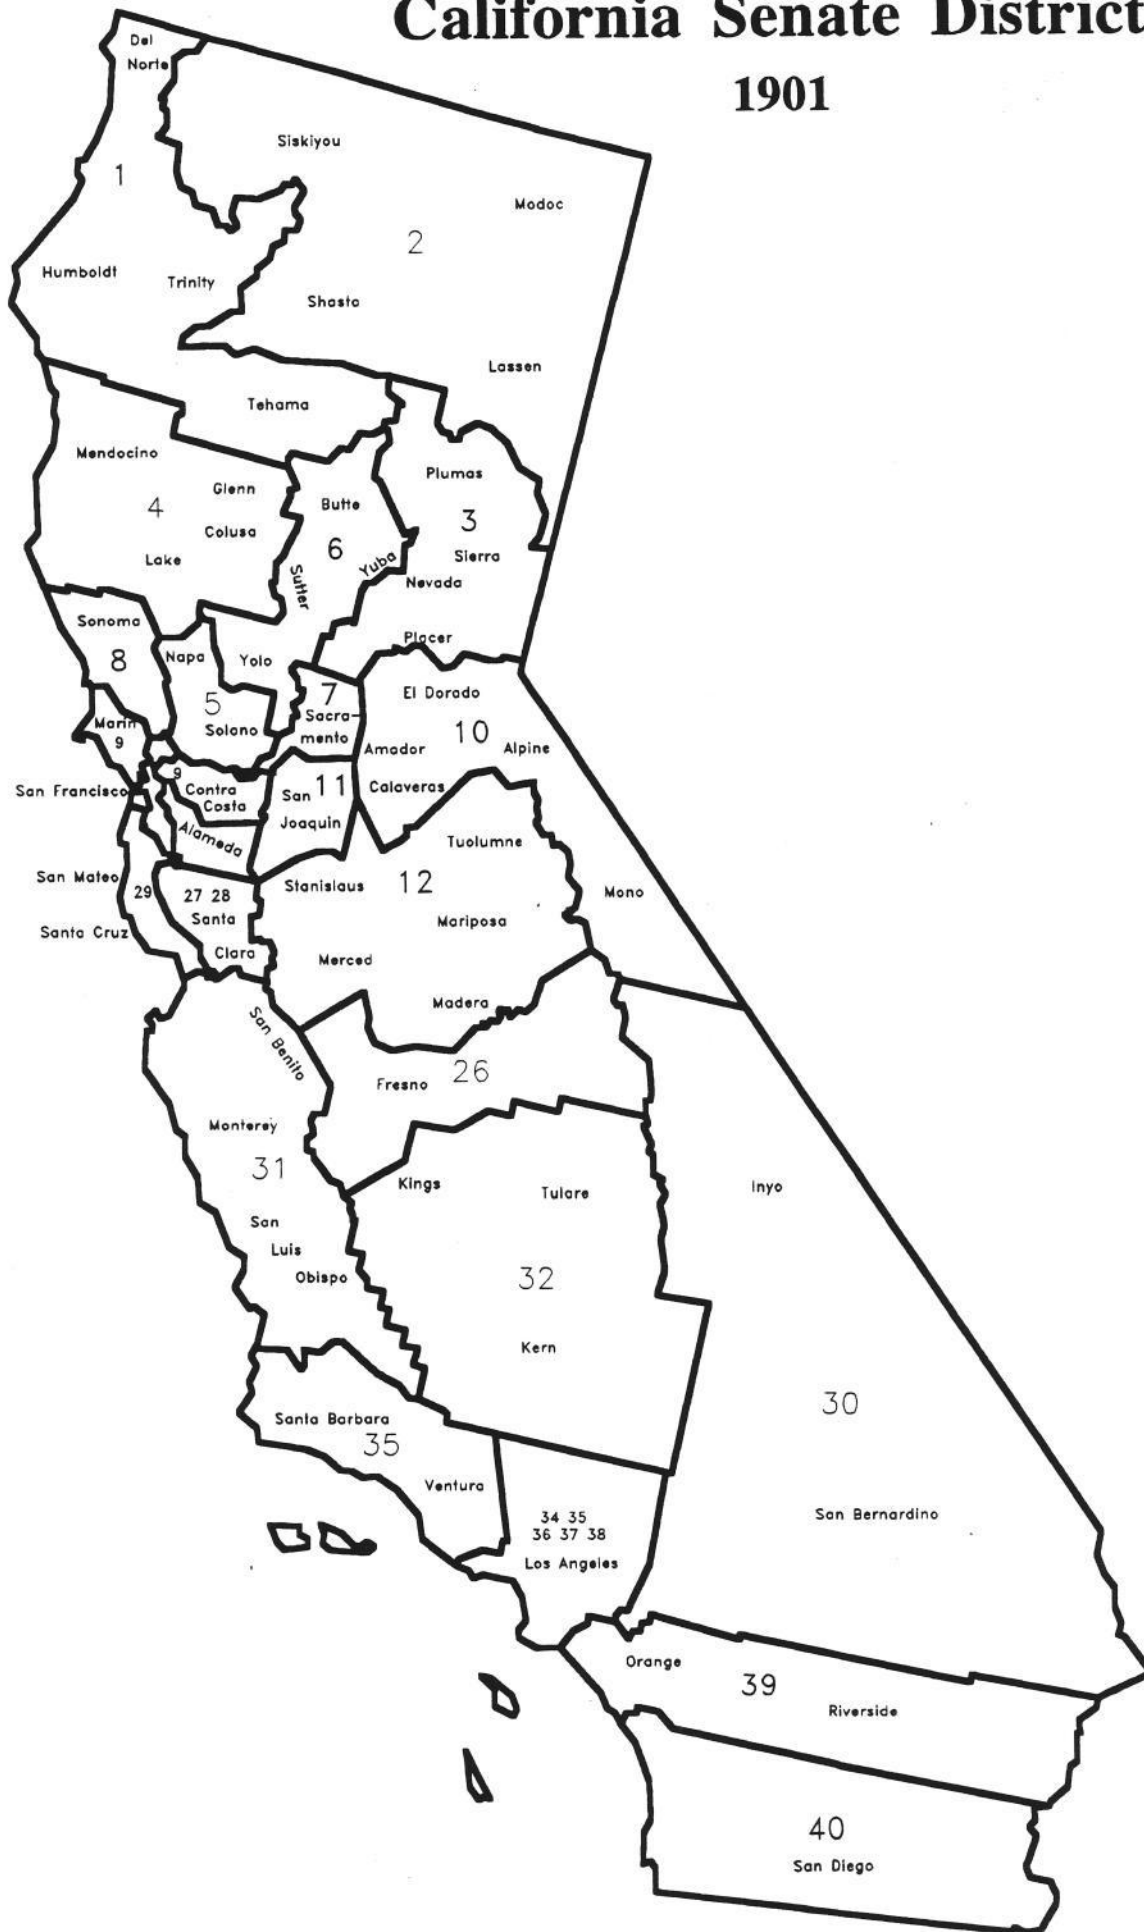 California Senate District
1901
Del
Norte
Siskiyou
1
Modoc
2
Humboldt
Trinity
Shasta
Lassen
Tehama
Mendocino
Plumas
Glenn
4
Butte
3
Colusa
6
Lake
Yuba
Sierra
Sutter
Nevada
Sonoma
Placer
8
Napa
Yolo
5
7
El Dorado
Marin
9
Solano
Sacra-
mento
10
Amador
Alpine
9
San Francisco
Contra
Costa
San 11
Joaquin
Calaveras
Alameda
Tuolumne
San Mateo
29
27 28
Santa
Clara
Stanislaus
12
Mono
Santa Cruz
Mariposa
Merced
Madera
San Benito
26
Fresno
Monterey
31
Kings
Tulare
Inyo
San
Luis
Obispo
32
Kern
30
Santa Barbara
35
Ventura
34 35
36 37 38
Los Angeles
San Bernardino
Orange
39
Riverside
40
San Diego